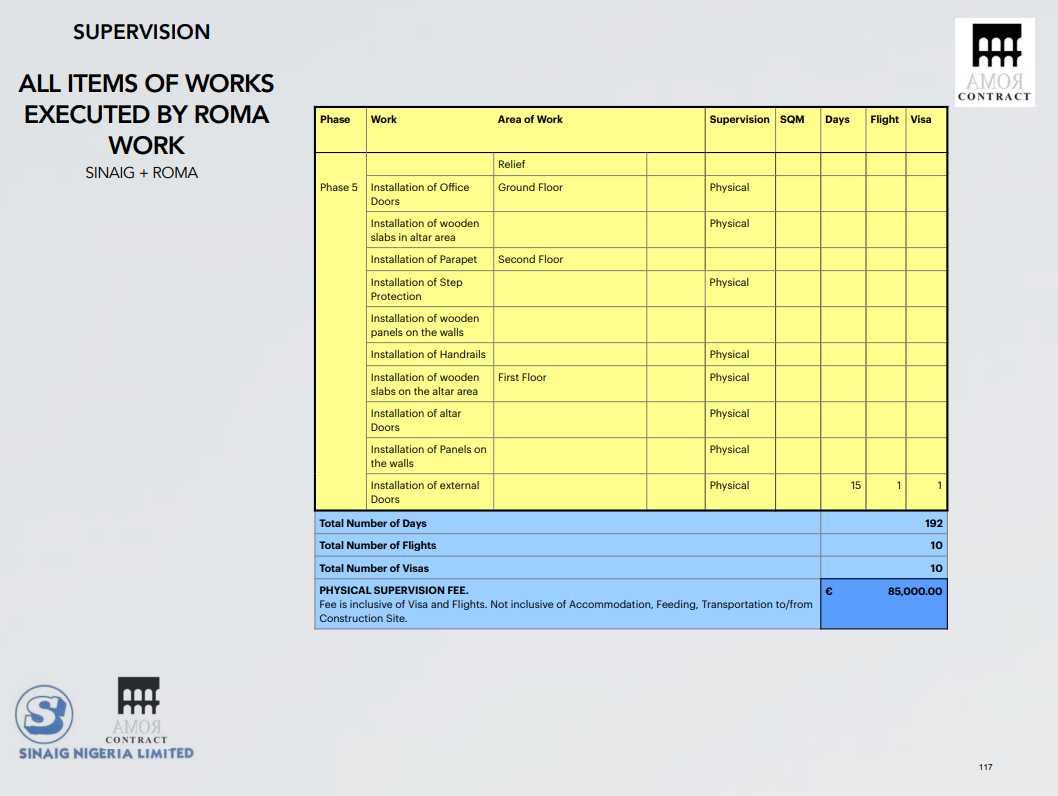 SUPERVISION
ALL ITEMS OF WORKS
EXECUTED BY ROMA
WORK
SINAIG + ROMA
AMOЯ
CONTRACT
Phase Work Area of Work Supervision SQM Days Flight Visa
Relief
Phase 5 Installation of Office Ground Floor Physical
Doors
Installation of wooden Physical
slabs in altar area
Installation of Parapet Second Floor
Installation of Step Physical
Protection
Installation of wooden
panels on the walls
Installation of Handrails Physical
Installation of wooden First Floor Physical
slabs on the altar area
Installation of altar Physical
Doors
Installation of Panels on Physical
the walls
Installation of external Physical 15 1 1
Doors
Total Number of Days 192
Total Number of Flights 10
Total Number of Visas 10
PHYSICAL SUPERVISION FEE. € 85,000.00
Fee is inclusive of Visa and Flights. Not inclusive of Accommodation, Feeding, Transportation to/from
Construction Site.
S
AMOЯ
CONTRACT
SINAIG NIGERIA LIMITED
117